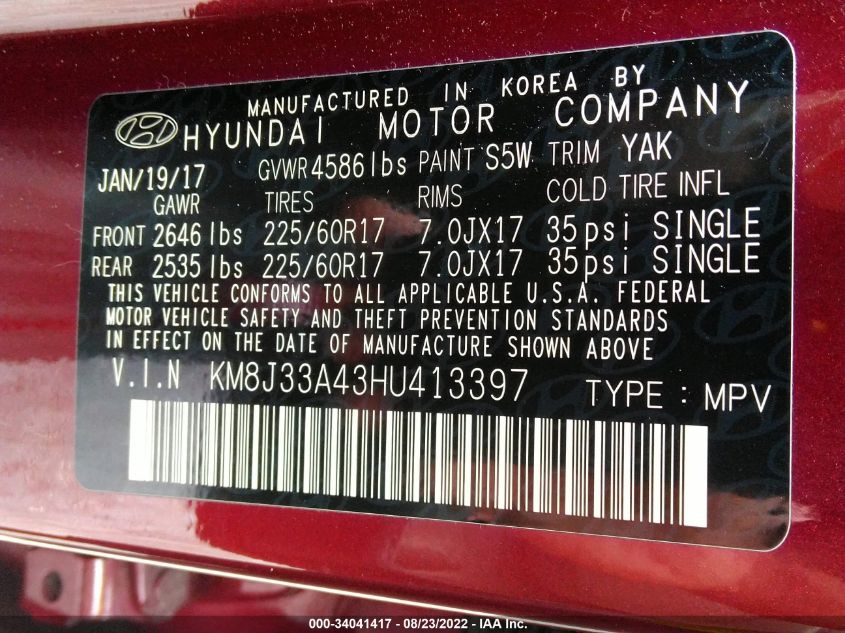 MANUFACTURED IN KOREA BY
HYUNDAI MOTOR COMPANY
JAN/19/17 GVWR 4586 lbs PAINT S5W TRIM YAK
GAWR TIRES RIMS COLD TIRE INFL
FRONT 2646 lbs 225/60R17 7.0JX17 35psi SINGLE
REAR 2535 lbs 225/60R17 7.0JX17 35psi SINGLE
THIS VEHICLE CONFORMS TO ALL APPLICABLE U.S.A. FEDERAL
MOTOR VEHICLE SAFETY AND THEFT PREVENTION STANDARDS
IN EFFECT ON THE DATE OF MANUFACTURE SHOWN ABOVE
V.I.N KM8J33A43HU413397 TYPE : MPV
000-34041417 - 08/23/2022 - IAA Inc.